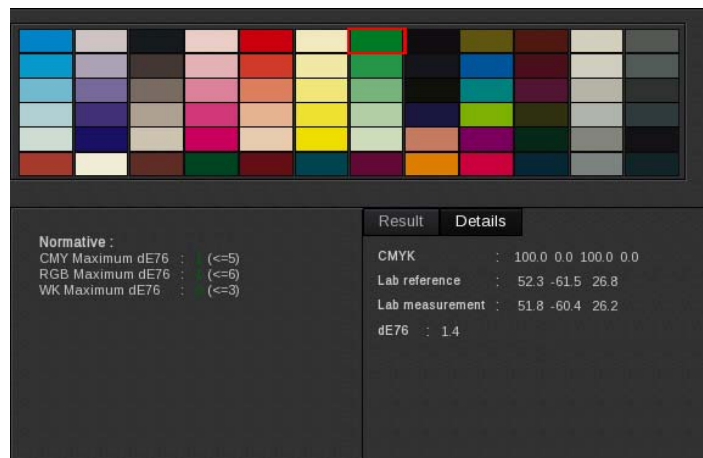 Normative :
CMY Maximum dE76 : (<=5)
RGB Maximum dE76 : (<=6)
WK Maximum dE76 : (<=3)
Result Details
CMYK : 100.0 0.0 100.0 0.0
Lab reference : 52.3 -61.5 26.8
Lab measurement : 51.8 -60.4 26.2
dE76 : 1.4